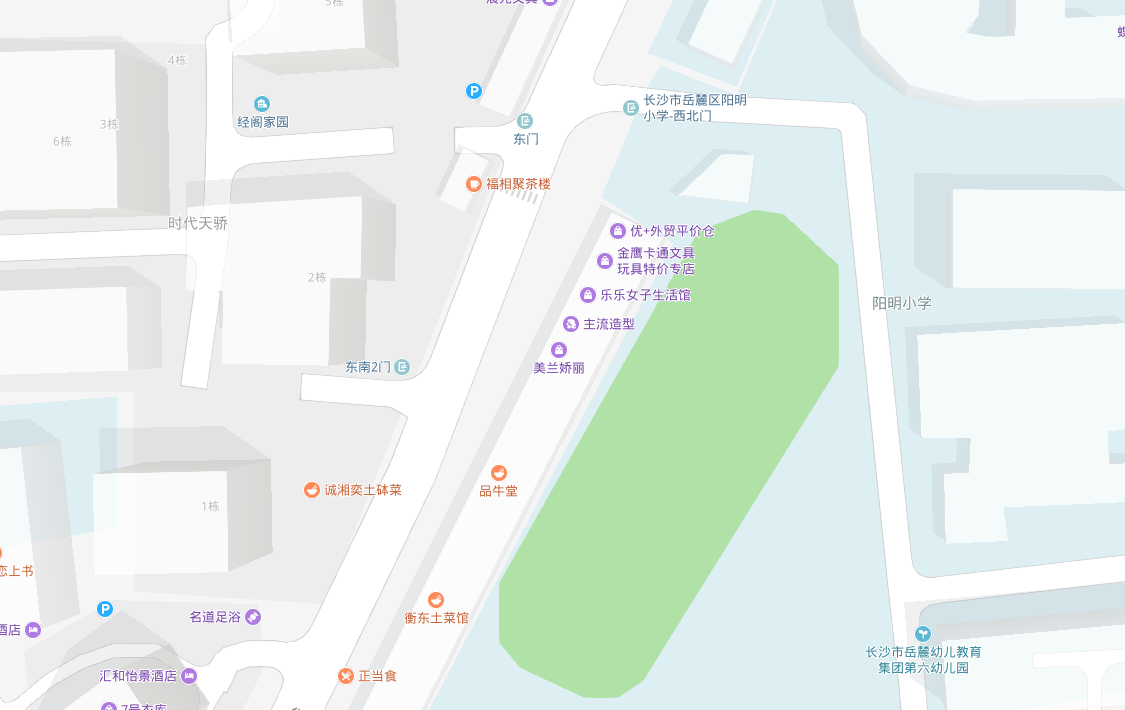 5栋
晨光文具
4栋
P
经阁家园
3栋
6栋
东门
长沙市岳麓区阳明
小学-西北门
福相聚茶楼
时代天骄
优+外贸平价仓
金鹰卡通文具
玩具特价专店
2栋
乐乐女子生活馆
阳明小学
主流造型
东南2门
美兰娇丽
诚湘奕土砵菜
品牛堂
1栋
恋上书
P
名道足浴
衡东土菜馆
酒店
汇和怡景酒店
正当食
长沙市岳麓幼儿教育
集团第六幼儿园